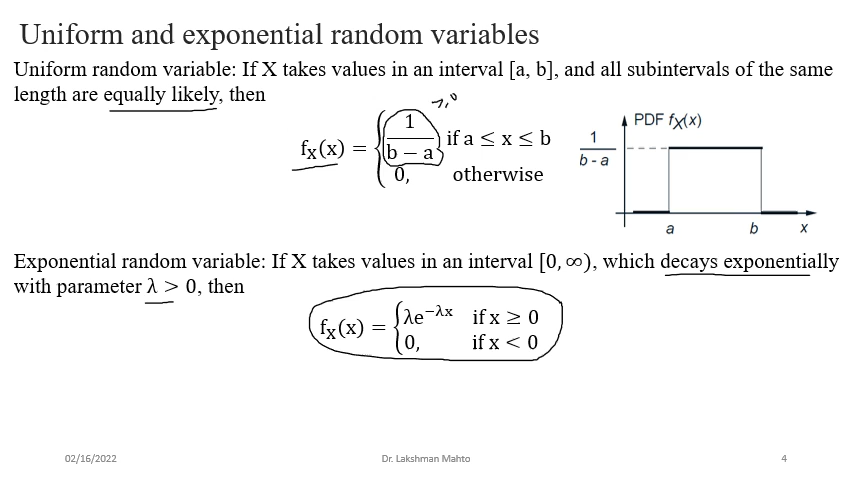 Uniform and exponential random variables
Uniform random variable: If X takes values in an interval [a, b], and all subintervals of the same
length are equally likely, then
fX(x) = { 1/(b − a), if a ≤ x ≤ b
0, otherwise
PDF fX(x)
1
b - a
a b x
Exponential random variable: If X takes values in an interval [0, ∞), which decays exponentially
with parameter λ > 0, then
fX(x) = { λe^−λx if x ≥ 0
0, if x < 0
02/16/2022 Dr. Lakshman Mahto 4